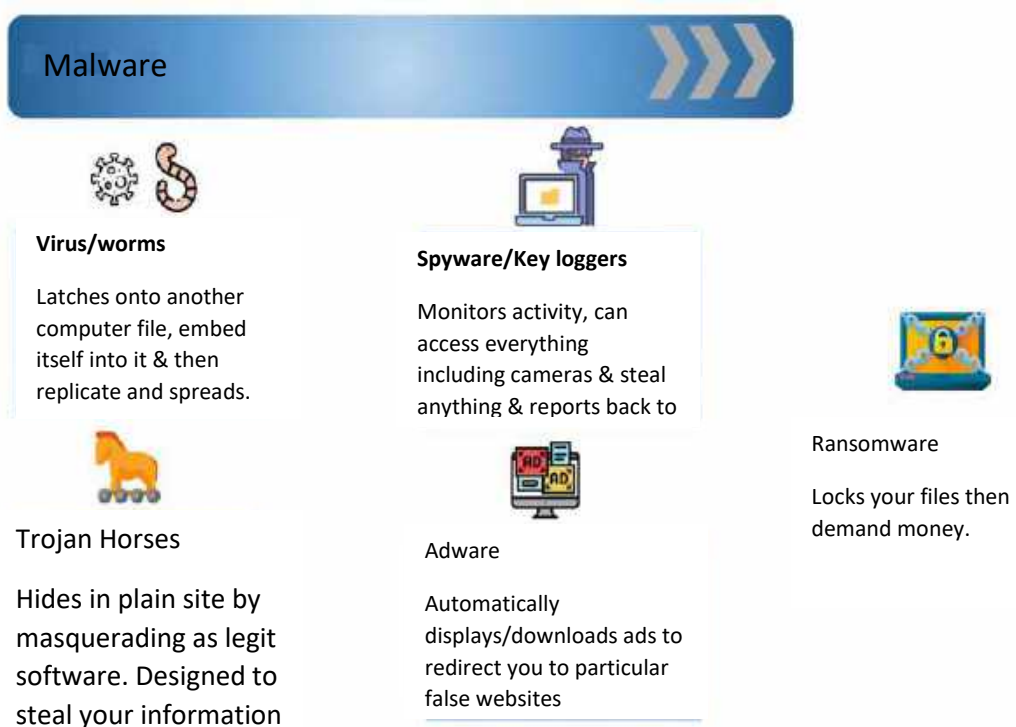 Malware
Virus/worms
Latches onto another
computer file, embed
itself into it & then
replicate and spreads.
Spyware/Key loggers
Monitors activity, can
access everything
including cameras & steal
anything & reports back to
Trojan Horses
Hides in plain site by
masquerading as legit
software. Designed to
steal your information
AD
AD
Adware
Automatically
displays/downloads ads to
redirect you to particular
false websites
Ransomware
Locks your files then
demand money.